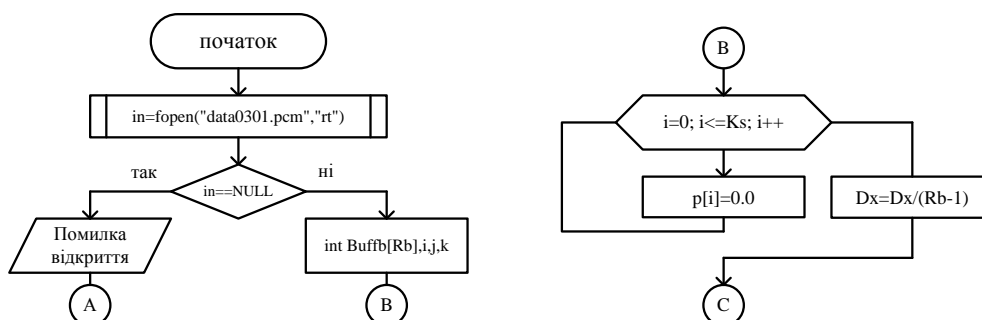 початок
in=fopen("data0301.pcm","rt")
так
in==NULL
ні
Помилка
відкриття
int Buffb[Rb],i,j,k
A
B
B
i=0; i<=Ks; i++
p[i]=0.0
Dx=Dx/(Rb-1)
C